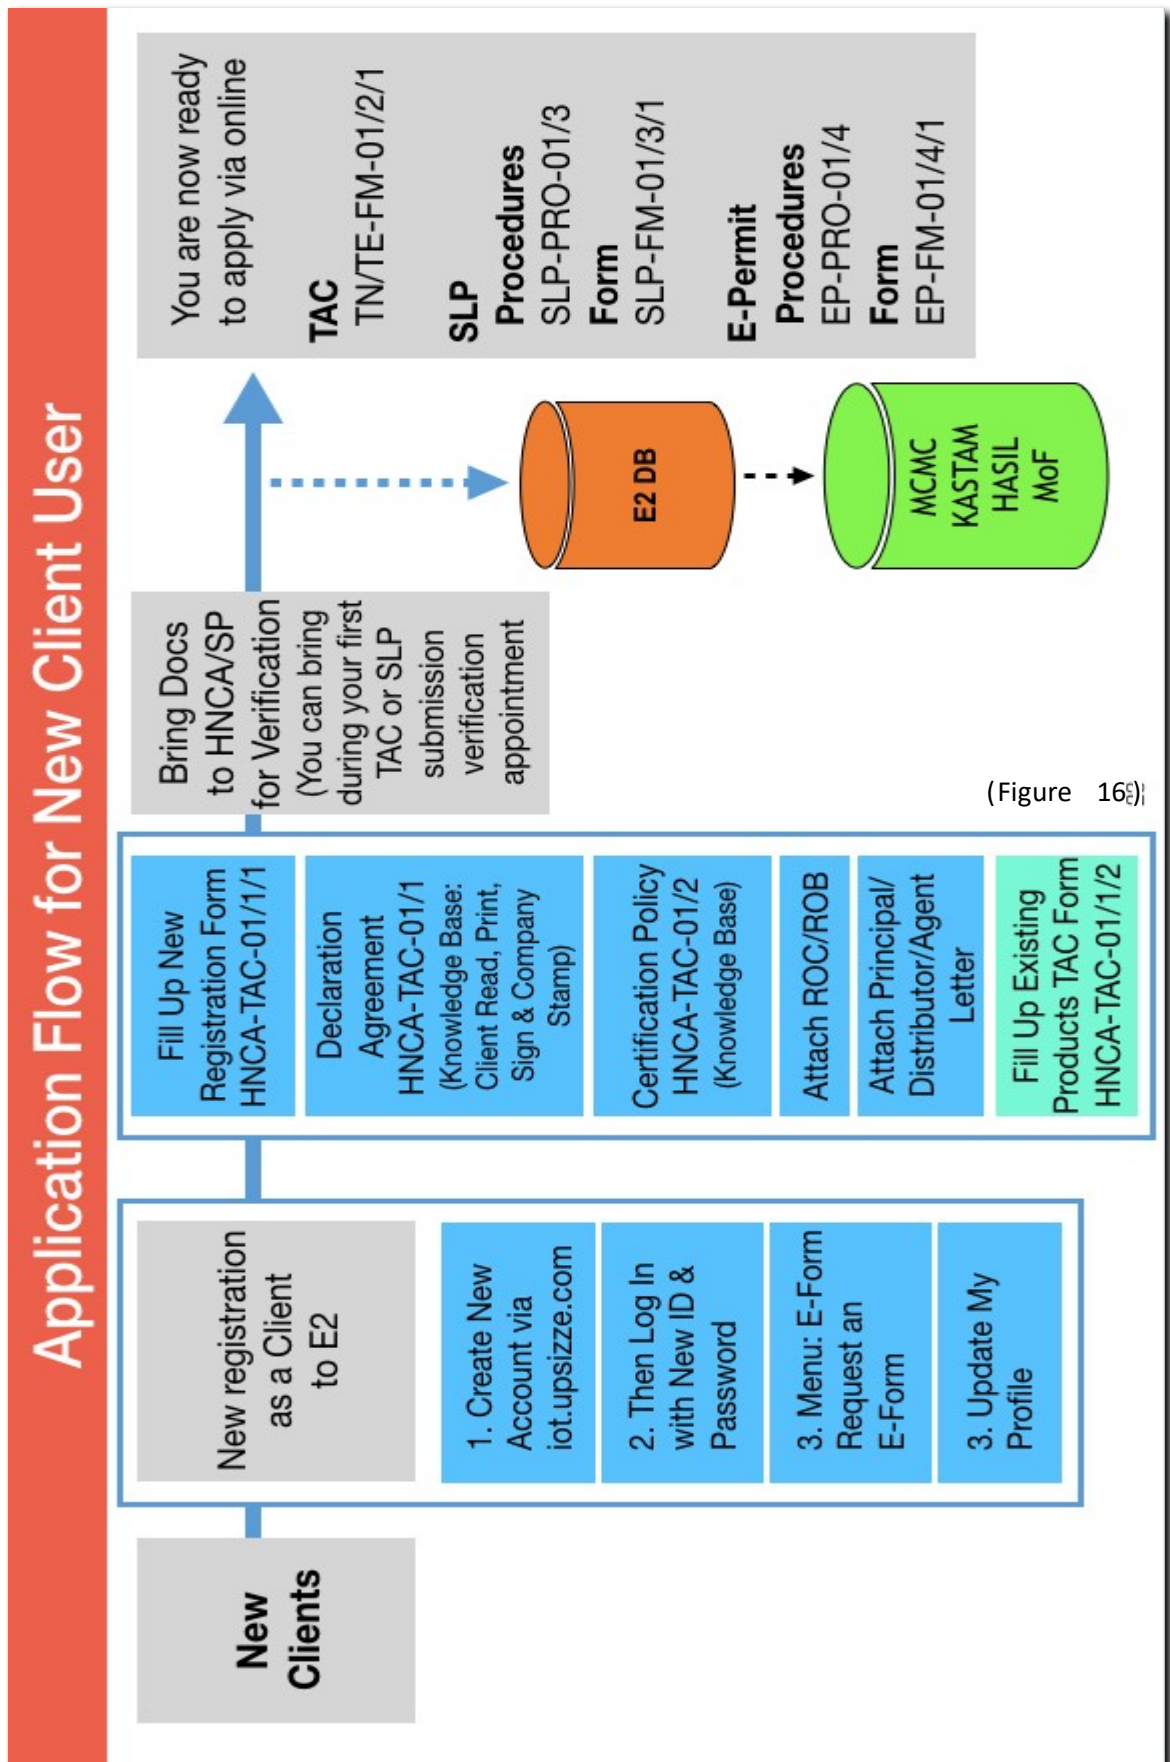 Application Flow for New Client User
New
Clients
New registration
as a Client
to E2
1. Create New
Account via
iot.upsizze.com
2. Then Log In
with New ID &
Password
3. Menu: E-Form
Request an
E-Form
3. Update My
Profile
Fill Up New
Registration Form
HNCA-TAC-01/1/1
Declaration
Agreement
HNCA-TAC-01/1
(Knowledge Base:
Client Read, Print,
Sign & Company
Stamp)
Certification Policy
HNCA-TAC-01/2
(Knowledge Base)
Attach ROC/ROB
Attach Principal/
Distributor/Agent
Letter
Fill Up Existing
Products TAC Form
HNCA-TAC-01/1/2
Bring Docs
to HNCA/SP
for Verification
(You can bring
during your first
TAC or SLP
submission
verification
appointment
E2 DB
MCMC
KASTAM
HASIL
MoF
You are now ready
to apply via online
TAC
TN/TE-FM-01/2/1
SLP
Procedures
SLP-PRO-01/3
Form
SLP-FM-01/3/1
E-Permit
Procedures
EP-PRO-01/4
Form
EP-FM-01/4/1
(Figure 16)